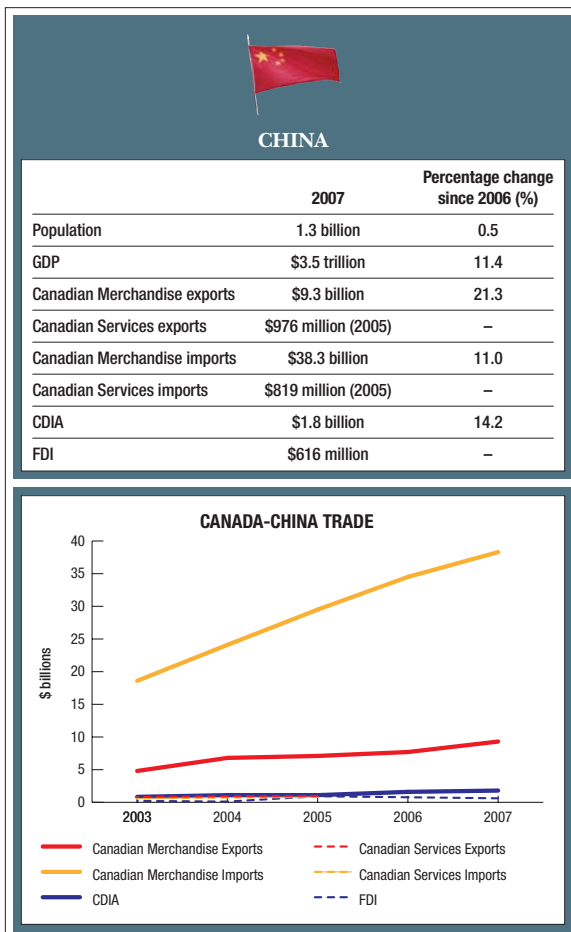 CHINA
2007 Percentage change since 2006 (%)
Population 1.3 billion 0.5
GDP $3.5 trillion 11.4
Canadian Merchandise exports $9.3 billion 21.3
Canadian Services exports $976 million (2005) –
Canadian Merchandise imports $38.3 billion 11.0
Canadian Services imports $819 million (2005) –
CDIA $1.8 billion 14.2
FDI $616 million –
CANADA-CHINA TRADE
$ billions
40
35
30
25
20
15
10
5
0
2003 2004 2005 2006 2007
Canadian Merchandise Exports Canadian Services Exports
Canadian Merchandise Imports Canadian Services Imports
CDIA FDI